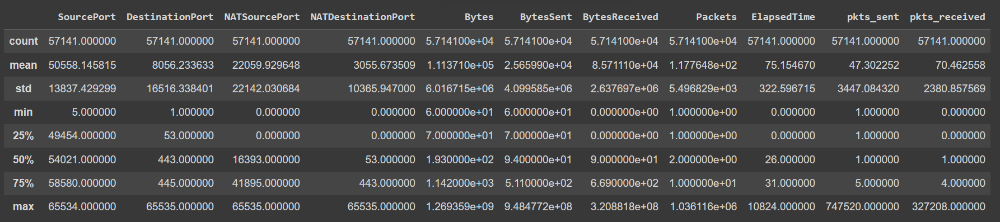 SourcePort DestinationPort NATSourcePort NATDestinationPort Bytes BytesSent BytesReceived Packets ElapsedTime pkts_sent pkts_received
count 57141.000000 57141.000000 57141.000000 57141.000000 5.714100e+04 5.714100e+04 5.714100e+04 5.714100e+04 57141.000000 57141.000000 57141.000000
mean 50558.145815 8056.233633 22059.929648 3055.673509 1.113710e+05 2.565990e+04 8.571110e+04 1.177648e+02 75.154670 47.302252 70.462558
std 13837.429299 16516.338401 22142.030684 10365.947000 6.016715e+06 4.099585e+06 2.637697e+06 5.496829e+03 322.596715 3447.084320 2380.857569
min 5.000000 1.000000 0.000000 0.000000 6.000000e+01 6.000000e+01 0.000000e+00 1.000000e+00 0.000000 1.000000 0.000000
25% 49454.000000 53.000000 0.000000 0.000000 7.000000e+01 7.000000e+01 0.000000e+00 1.000000e+00 0.000000 1.000000 0.000000
50% 54021.000000 443.000000 16393.000000 53.000000 1.930000e+02 9.400000e+01 9.000000e+01 2.000000e+00 26.000000 1.000000 1.000000
75% 58580.000000 445.000000 41895.000000 443.000000 1.142000e+03 5.110000e+02 6.690000e+02 1.000000e+01 31.000000 5.000000 4.000000
max 65534.000000 65535.000000 65535.000000 65535.000000 1.269359e+09 9.484772e+08 3.208818e+08 1.036116e+06 10824.000000 747520.000000 327208.000000